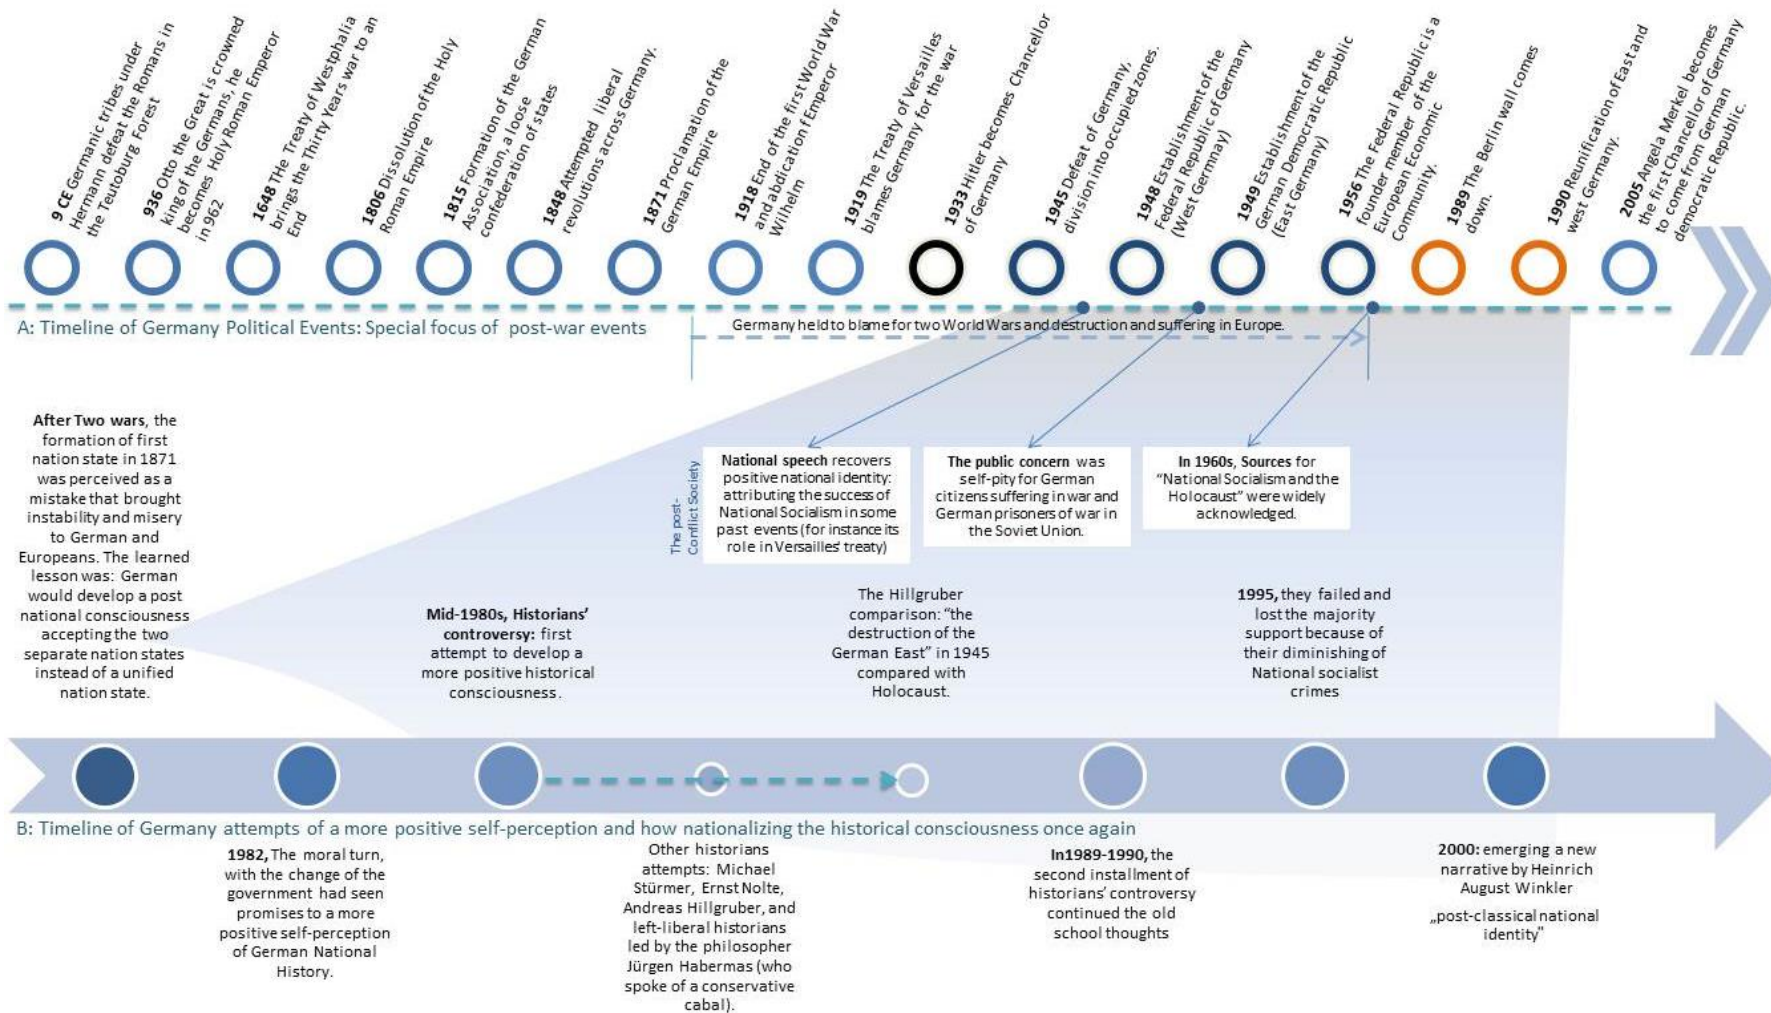 9 CE Germanic tribes under
Hermann defeat the Romans in
the Teutoburg Forest
936 Otto the Great is crowned
king of the Germans, he
becomes Holy Roman Emperor
in 962
1648 THe Treaty of Westphalia
brings the Thirty Years war to an
End
1806 Dissolution of the Holy
Roman Empire
1815 Formation of the German
Association, a loose
confederation of states
1848 Attempted liberal
revolutions across Germany.
1871 Proclamation of the
German Empire
1918 End of the first World War
and abdication f Emperor
Wilhelm
1919 The Treaty of Versailles
blames Germany for the war
1933 Hitler becomes Chancellor
of Germany
1945 Defeat of Germany,
division into occupied zones.
1948 Establishment of the
Federal Republic of Germany
(West Germnay)
1949 Establishment of the
German Democratic Republic
(East Germany)
1956 The Federal Republic is a
founder member of the
European Economic
Community.
1989 The Berlin wall comes
down.
1990 Reunification of East and
west Germany.
2005 Angela Merkel becomes
the first Chancellor of Germany
to come from German
democratic Republic.
A: Timeline of Germany Political Events: Special focus of post-war events
Germany held to blame for two World Wars and destruction and suffering in Europe.
After Two wars, the
formation of first
nation state in 1871
was perceived as a
mistake that brought
instability and misery
to German and
Europeans. The learned
lesson was: German
would develop a post
national consciousness
accepting the two
separate nation states
instead of a unified
nation state.
The post-
Conflict Society
National speech recovers
positive national identity:
attributing the success of
National Socialism in some
past events (for instance its
role in Versailles' treaty)
The public concern was
self-pity for German
citizens suffering in war and
German prisoners of war in
the Soviet Union.
In 1960s, Sources for
"National Socialism and the
Holocaust" were widely
acknowledged.
Mid-1980s, Historians'
controversy: first
attempt to develop a
more positive historical
consciousness.
The Hillgruber
comparison: "the
destruction of the
German East" in 1945
compared with
Holocaust.
1995, they failed and
lost the majority
support because of
their diminishing of
National socialist
crimes
B: Timeline of Germany attempts of a more positive self-perception and how nationalizing the historical consciousness once again
1982, The moral turn,
with the change of the
government had seen
promises to a more
positive self-perception
of German National
History.
Other historians
attempts: Michael
Stürmer, Ernst Nolte,
Andreas Hillgruber, and
left-liberal historians
led by the philosopher
Jürgen Habermas (who
spoke of a conservative
cabal).
In1989-1990, the
second installment of
historians' controversy
continued the old
school thoughts
2000: emerging a new
narrative by Heinrich
August Winkler
„post-classical national
identity"